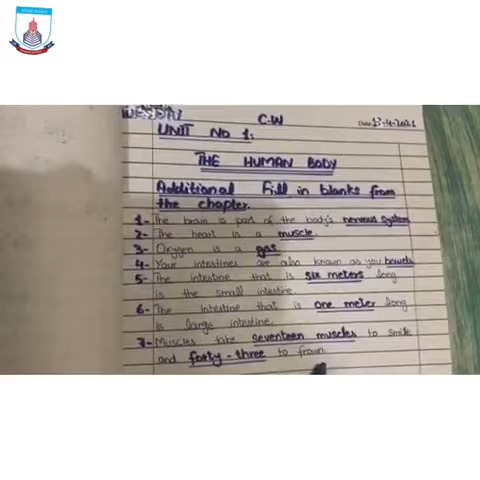 C.W
Date: 13-4-2021
UNIT NO 1:
THE HUMAN BODY
Additional Fill in blanks from
the chapter.
1- The brain is part of the body's nervous system
2- The heart is a muscle.
3- Oxygen is a gas.
4- Your intestines are also known as you bowels
5- The intestine that is six meters long
is the small intestine.
6- The intestine that is one meter long
is large intestine.
7- Muscles take seventeen muscles to smile
and forty-three to frown